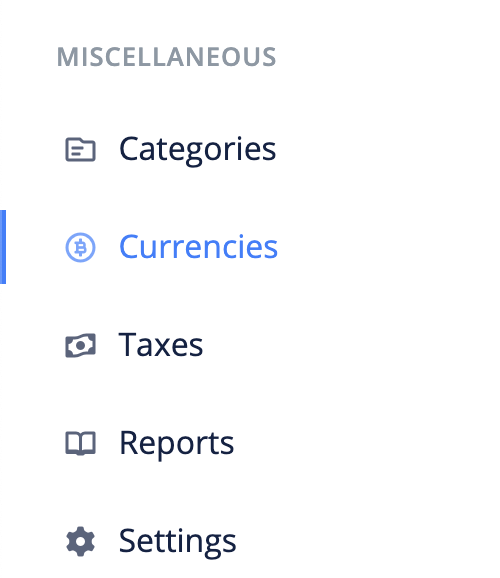 MISCELLANEOUS
Categories
Currencies
Taxes
Reports
Settings